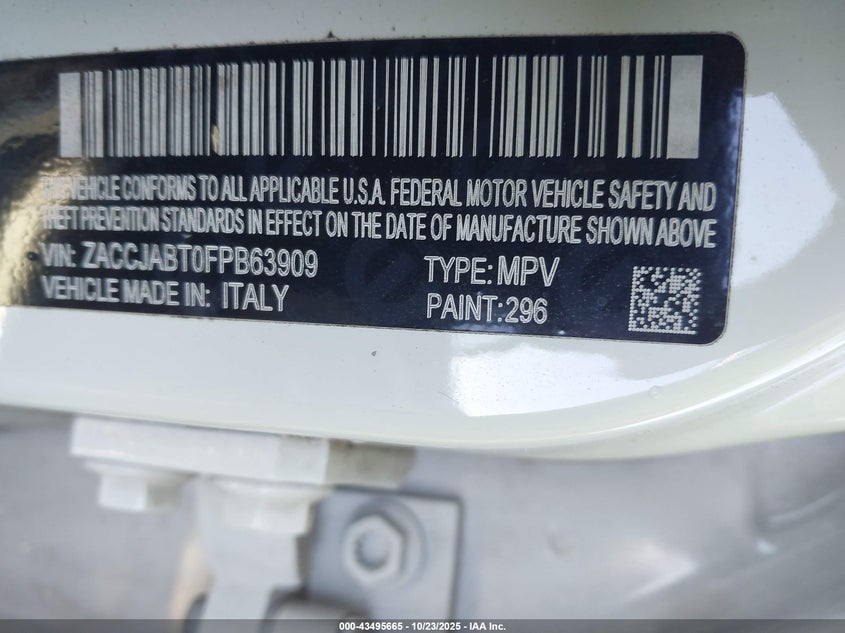 THIS VEHICLE CONFORMS TO ALL APPLICABLE U.S.A. FEDERAL MOTOR VEHICLE SAFETY AND
THEFT PREVENTION STANDARDS IN EFFECT ON THE DATE OF MANUFACTURE SHOWN ABOVE
VIN: ZACCJABT0FPB63909 TYPE: MPV
VEHICLE MADE IN: ITALY PAINT: 296
000-43495665 - 10/23/2025 - IAA Inc.